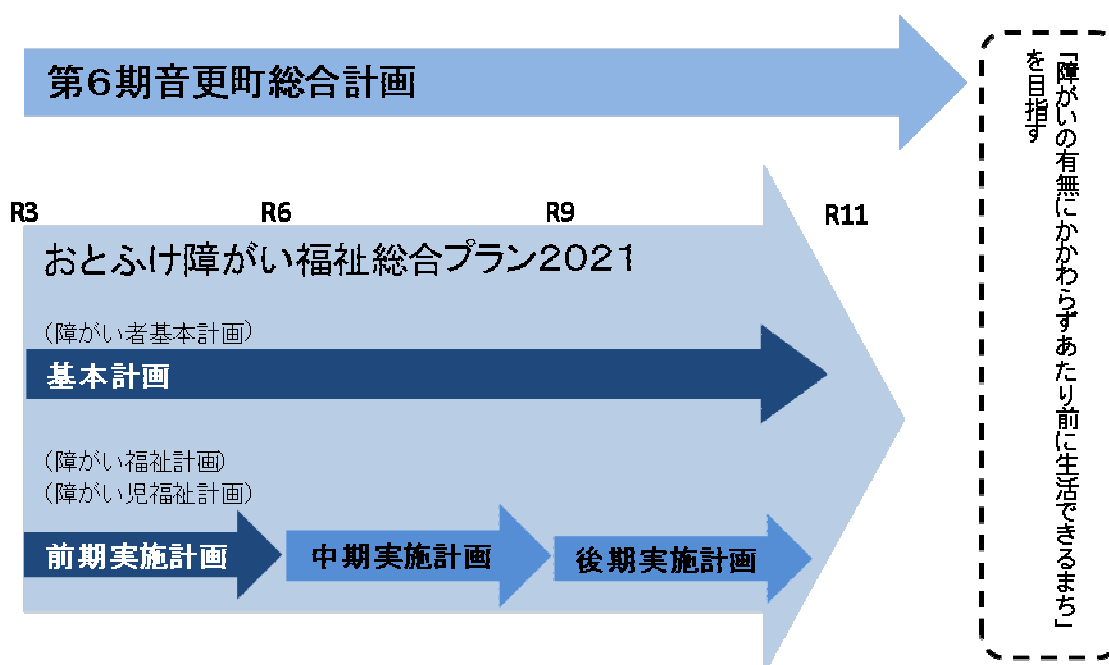 第6期音更町総合計画
「障がいの有無にかかわらずあたり前に生活できるまち」
を目指す
R3
R6
R9
R11
おとふけ障がい福祉総合プラン2021
(障がい者基本計画)
基本計画
(障がい福祉計画)
(障がい児福祉計画)
前期実施計画
中期実施計画
後期実施計画